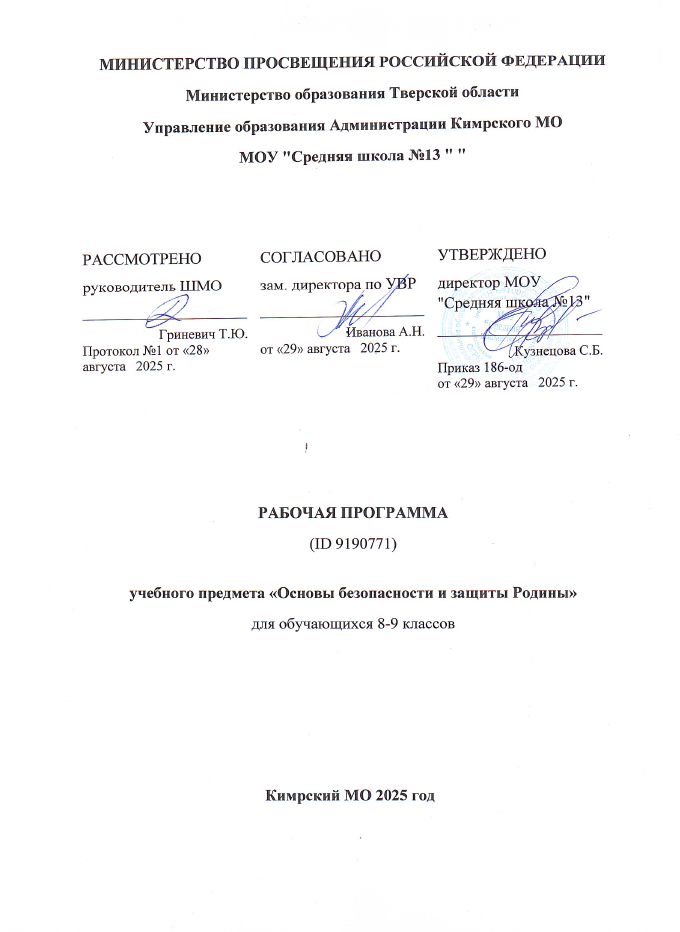 МИНИСТЕРСТВО ПРОСВЕЩЕНИЯ РОССИЙСКОЙ ФЕДЕРАЦИИ
Министерство образования Тверской области
Управление образования Администрации Кимрского МО
МОУ "Средняя школа №13 " "
РАССМОТРЕНО
руководитель ШМО
Гриневич Т.Ю.
Протокол №1 от «28»
августа 2025 г.
СОГЛАСОВАНО
зам. директора по УВР
Иванова А.Н.
от «29» августа 2025 г.
УТВЕРЖДЕНО
директор МОУ
"Средняя школа №13"
Кузнецова С.Б.
Приказ 186-од
от «29» августа 2025 г.
РАБОЧАЯ ПРОГРАММА
(ID 9190771)
учебного предмета «Основы безопасности и защиты Родины»
для обучающихся 8-9 классов
Кимрский МО 2025 год